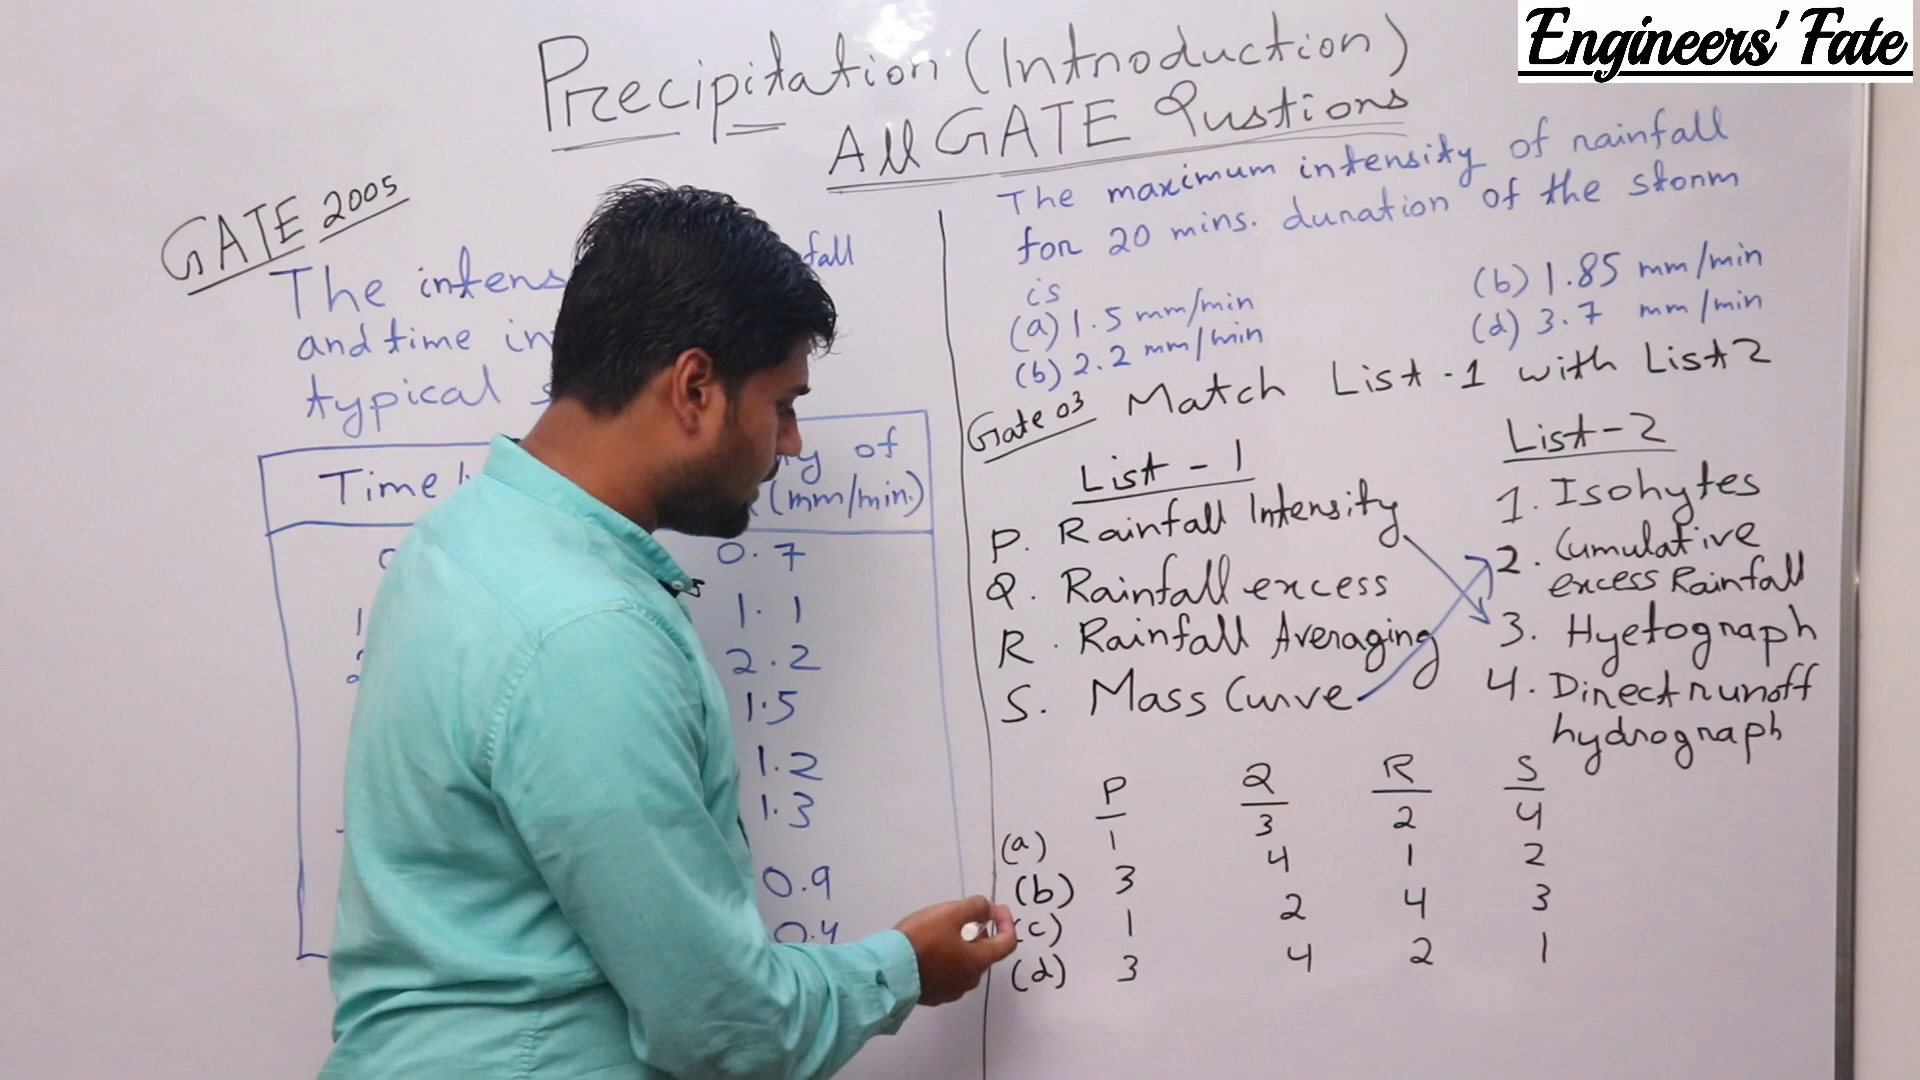 Engineers' Fate
Precipitation (Introduction)
All GATE Qustions
GATE 2005
The intens fall
and time in
typical
Time y of
(mm/min.)
0.7
1.1
2.2
1.5
1.2
1.3
0.9
0.4
The maximum intensity of rainfall
for 20 mins. duration of the storm
is
(a) 1.5 mm/min (b) 1.85 mm/min
(b) 2.2 mm/min (d) 3.7 mm/min
Gate 03 Match List-1 with List 2
List-1 List-2
P. Rainfall Intensity 1. Isohytes
Q. Rainfall excess 2. Cumulative
excess Rainfall
R. Rainfall Averaging 3. Hyetograph
S. Mass Curve 4. Direct runoff
hydrograph
P Q R S
(a) 1 3 2 4
(b) 3 4 1 2
(c) 1 2 4 3
(d) 3 4 2 1